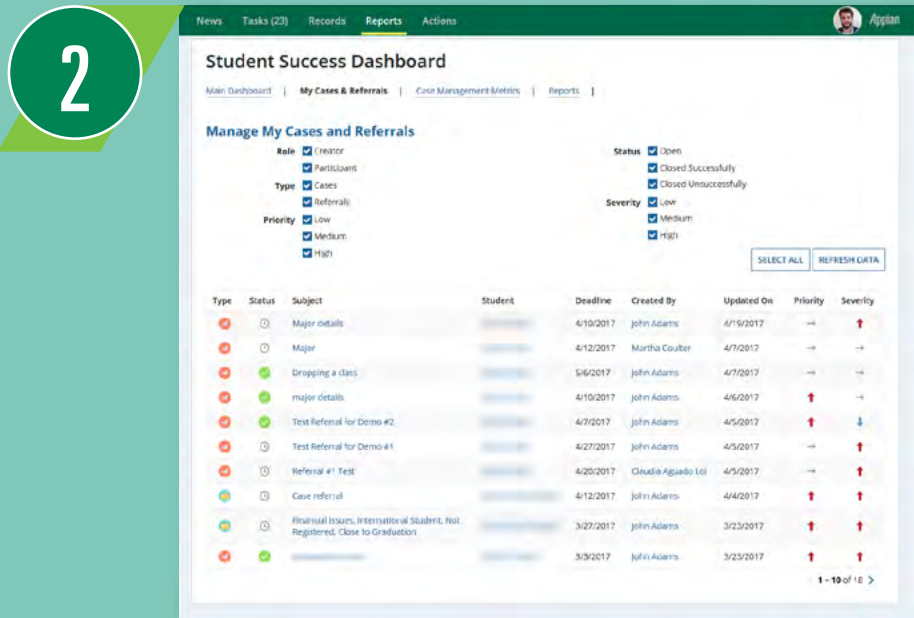 2
News Tasks (23) Records Reports Actions Appian
Student Success Dashboard
Main Dashboard | My Cases & Referrals | Case Management Metrics | Reports |
Manage My Cases and Referrals
Role Creator Status Open
Participant Closed Successfully
Type Cases Closed Unsuccessfully
Referrals Severity Low
Priority Low Medium
Medium High
High
SELECT ALL REFRESH DATA
Type Status Subject Student Deadline Created By Updated On Priority Severity
Major details 4/10/2017 John Adams 4/19/2017
Major 4/12/2017 Martha Coulter 4/7/2017
Dropping a class 5/6/2017 John Adams 4/7/2017
major details 4/10/2017 John Adams 4/6/2017
Test Referral for Demo #2 4/7/2017 John Adams 4/5/2017
Test Referral for Demo #1 4/27/2017 John Adams 4/5/2017
Referral #1 Test 4/20/2017 Claudia Aguado Loi 4/5/2017
Case referral 4/12/2017 John Adams 4/4/2017
Financial Issues, International Student, Not
Registered, Close to Graduation 3/27/2017 John Adams 3/23/2017
3/3/2017 John Adams 3/23/2017
1 - 10 of 18